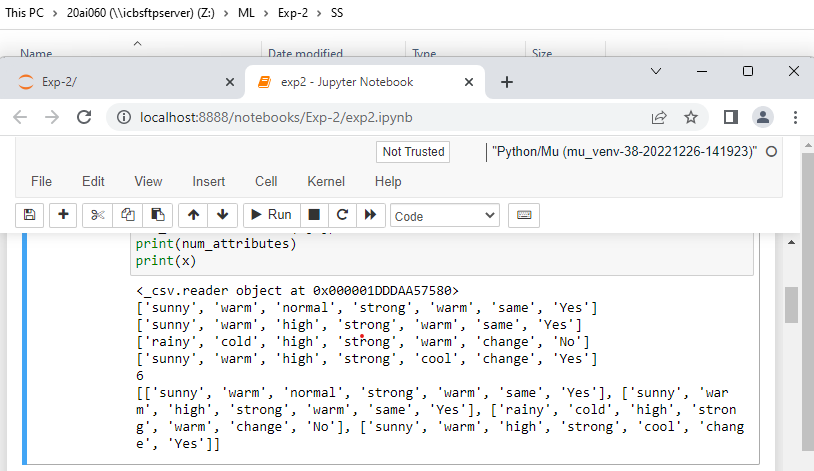 This PC > 20ai060 (\\icbsftpserver) (Z:) > ML > Exp-2 > SS
Name Date modified Type Size
Exp-2/ exp2 - Jupyter Notebook
localhost:8888/notebooks/Exp-2/exp2.ipynb
Not Trusted "Python/Mu (mu_venv-38-20221226-141923)"
File Edit View Insert Cell Kernel Help
Run Code
print(num_attributes)
print(x)
<_csv.reader object at 0x000001DDDAA57580>
['sunny', 'warm', 'normal', 'strong', 'warm', 'same', 'Yes']
['sunny', 'warm', 'high', 'strong', 'warm', 'same', 'Yes']
['rainy', 'cold', 'high', 'strong', 'warm', 'change', 'No']
['sunny', 'warm', 'high', 'strong', 'cool', 'change', 'Yes']
6
[['sunny', 'warm', 'normal', 'strong', 'warm', 'same', 'Yes'], ['sunny', 'war
m', 'high', 'strong', 'warm', 'same', 'Yes'], ['rainy', 'cold', 'high', 'stron
g', 'warm', 'change', 'No'], ['sunny', 'warm', 'high', 'strong', 'cool', 'chang
e', 'Yes']]